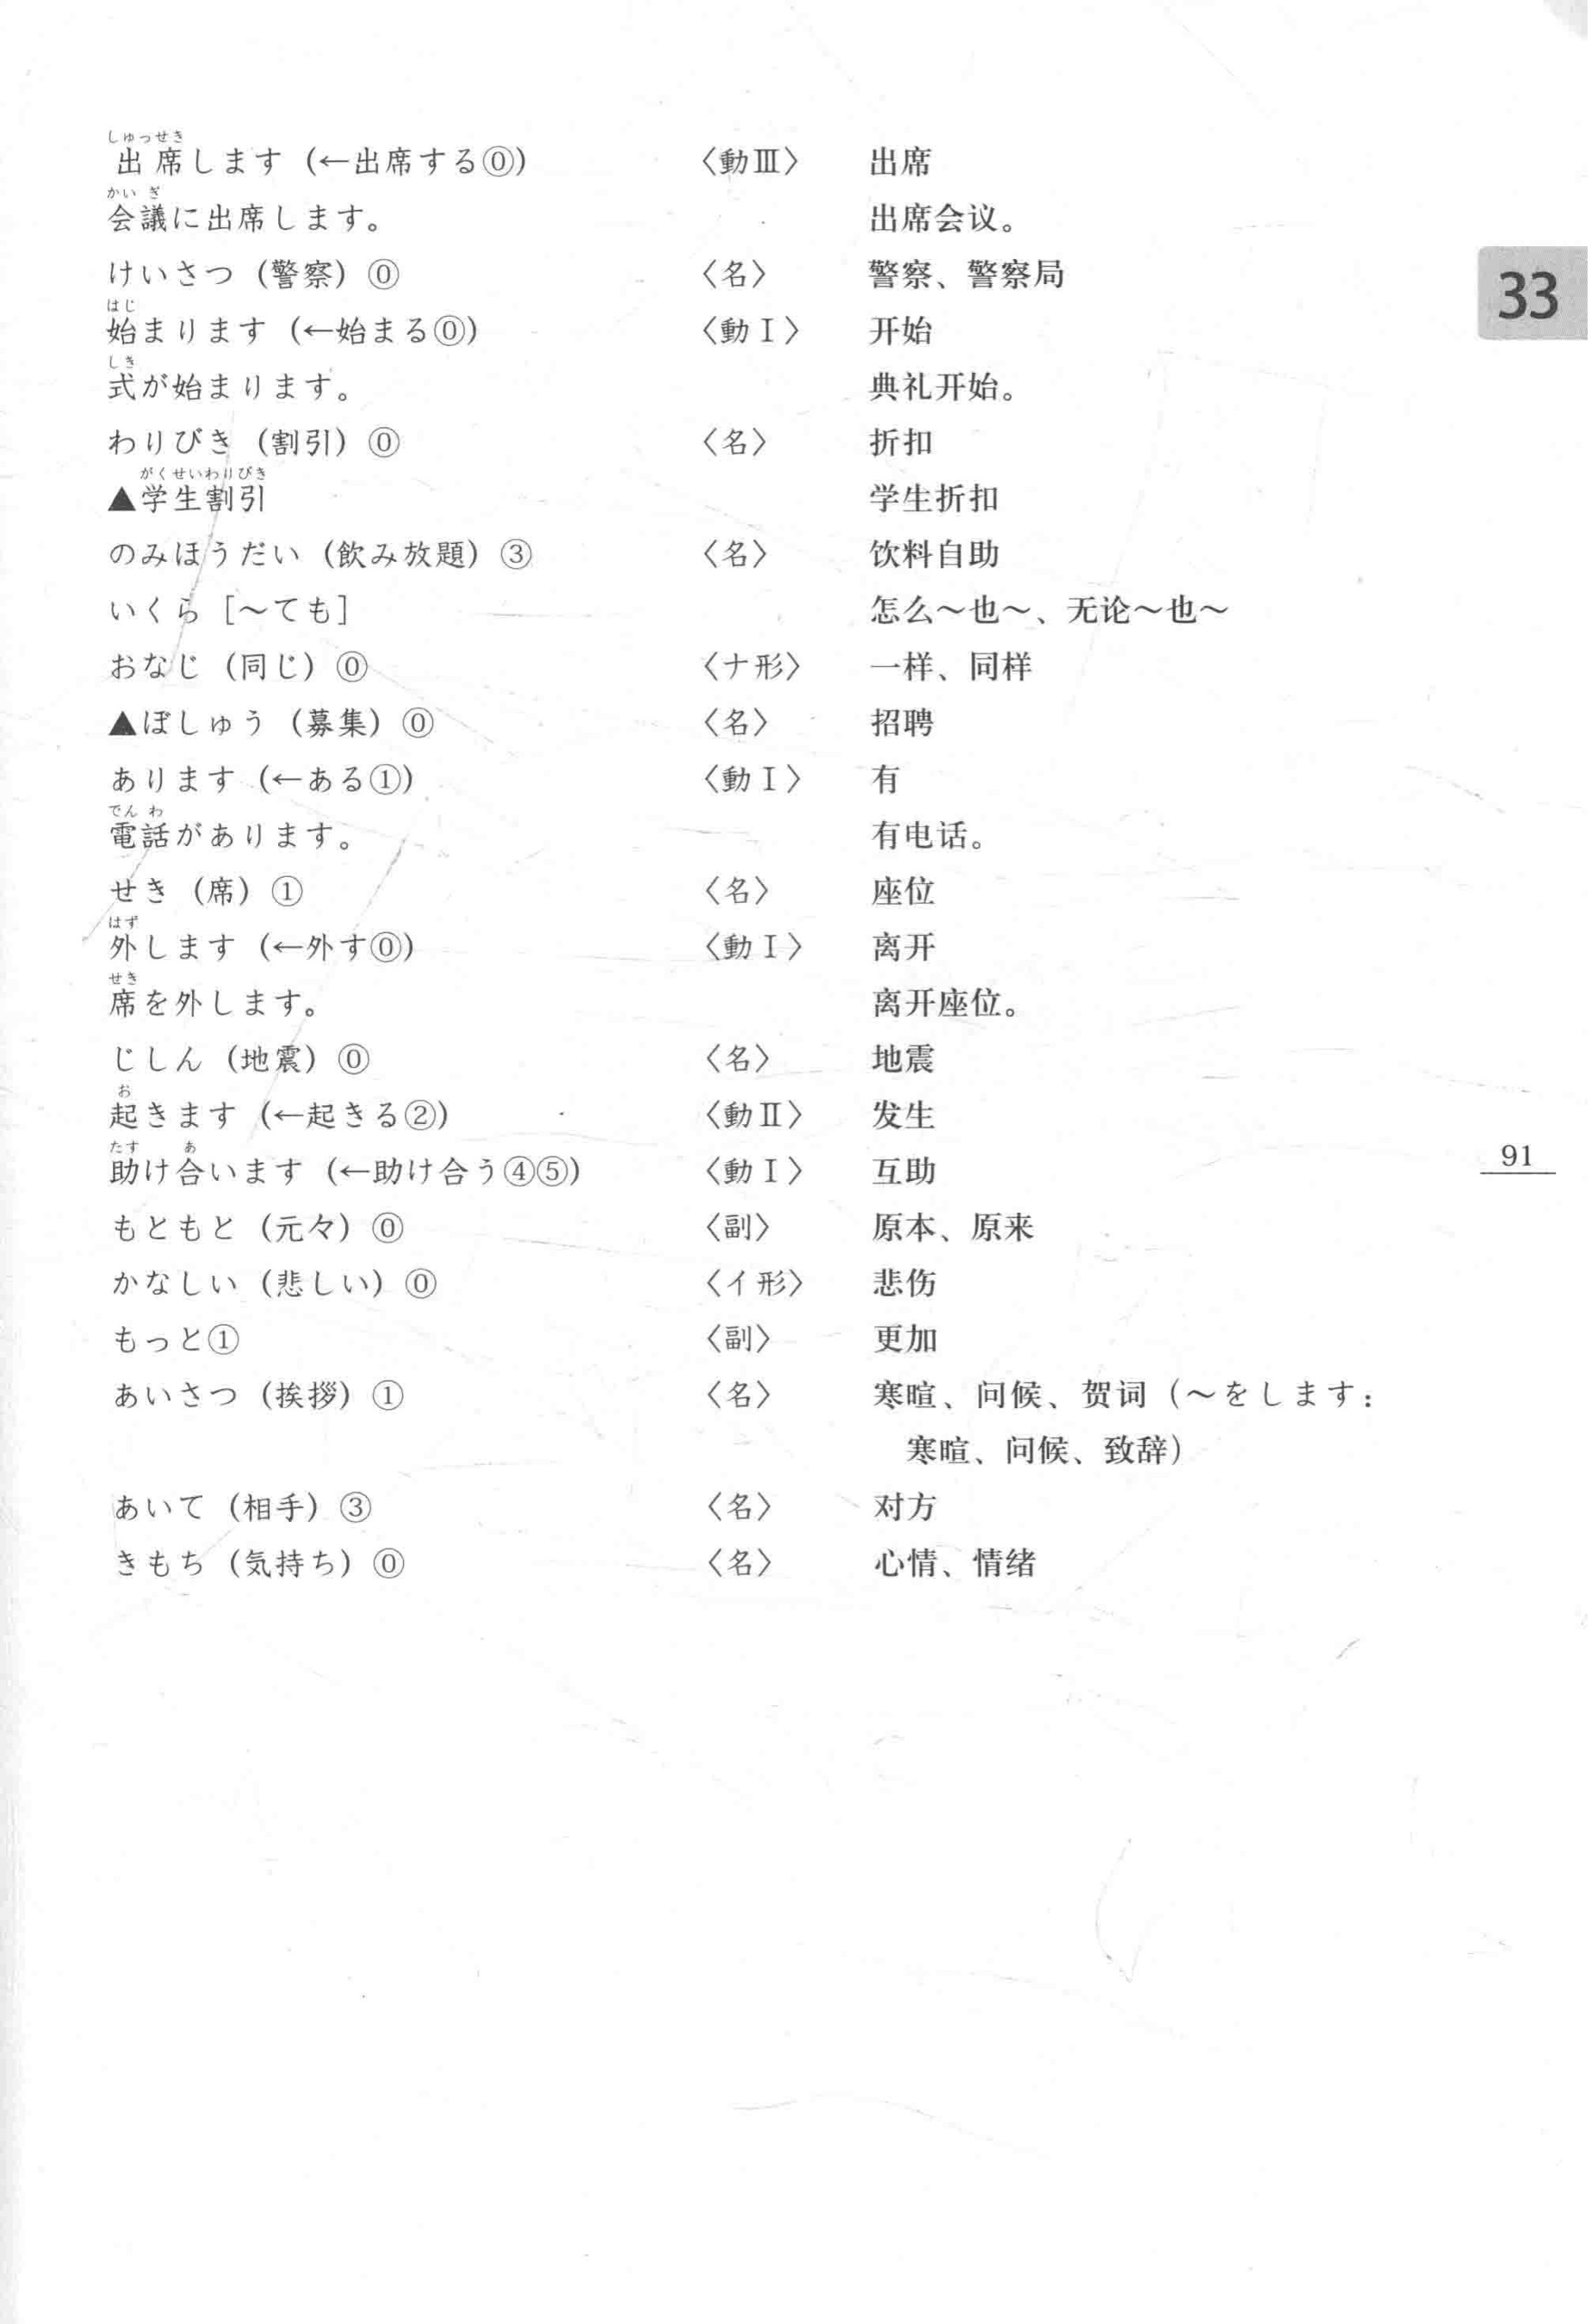 しゅっせき
出席します（←出席する⓪） 〈動Ⅲ〉 出席
かいぎ
会議に出席します。 出席会议。
けいさつ（警察）⓪ 〈名〉 警察、警察局
33
はじ
始まります（←始まる⓪） 〈動Ⅰ〉 开始
しき
式が始まります。 典礼开始。
わりびき（割引）⓪ 〈名〉 折扣
がくせいわりびき
▲学生割引 学生折扣
のみほうだい（飲み放題）③ 〈名〉 饮料自助
いくら［～ても］ 怎么～也～、无论～也～
おなじ（同じ）⓪ 〈ナ形〉 一样、同样
▲ぼしゅう（募集）⓪ 〈名〉 招聘
あります（←ある①） 〈動Ⅰ〉 有
でんわ
電話があります。 有电话。
せき（席）① 〈名〉 座位
はず
外します（←外す⓪） 〈動Ⅰ〉 离开
せき
席を外します。 离开座位。
じしん（地震）⓪ 〈名〉 地震
お
起きます（←起きる②） 〈動Ⅱ〉 发生
たす あ
助け合います（←助け合う④⑤） 〈動Ⅰ〉 互助
91
もともと（元々）⓪ 〈副〉 原本、原来
かなしい（悲しい）⓪ 〈イ形〉 悲伤
もっと① 〈副〉 更加
あいさつ（挨拶）① 〈名〉 寒暄、问候、贺词（～をします：
寒暄、问候、致辞）
あいて（相手）③ 〈名〉 对方
きもち（気持ち）⓪ 〈名〉 心情、情绪